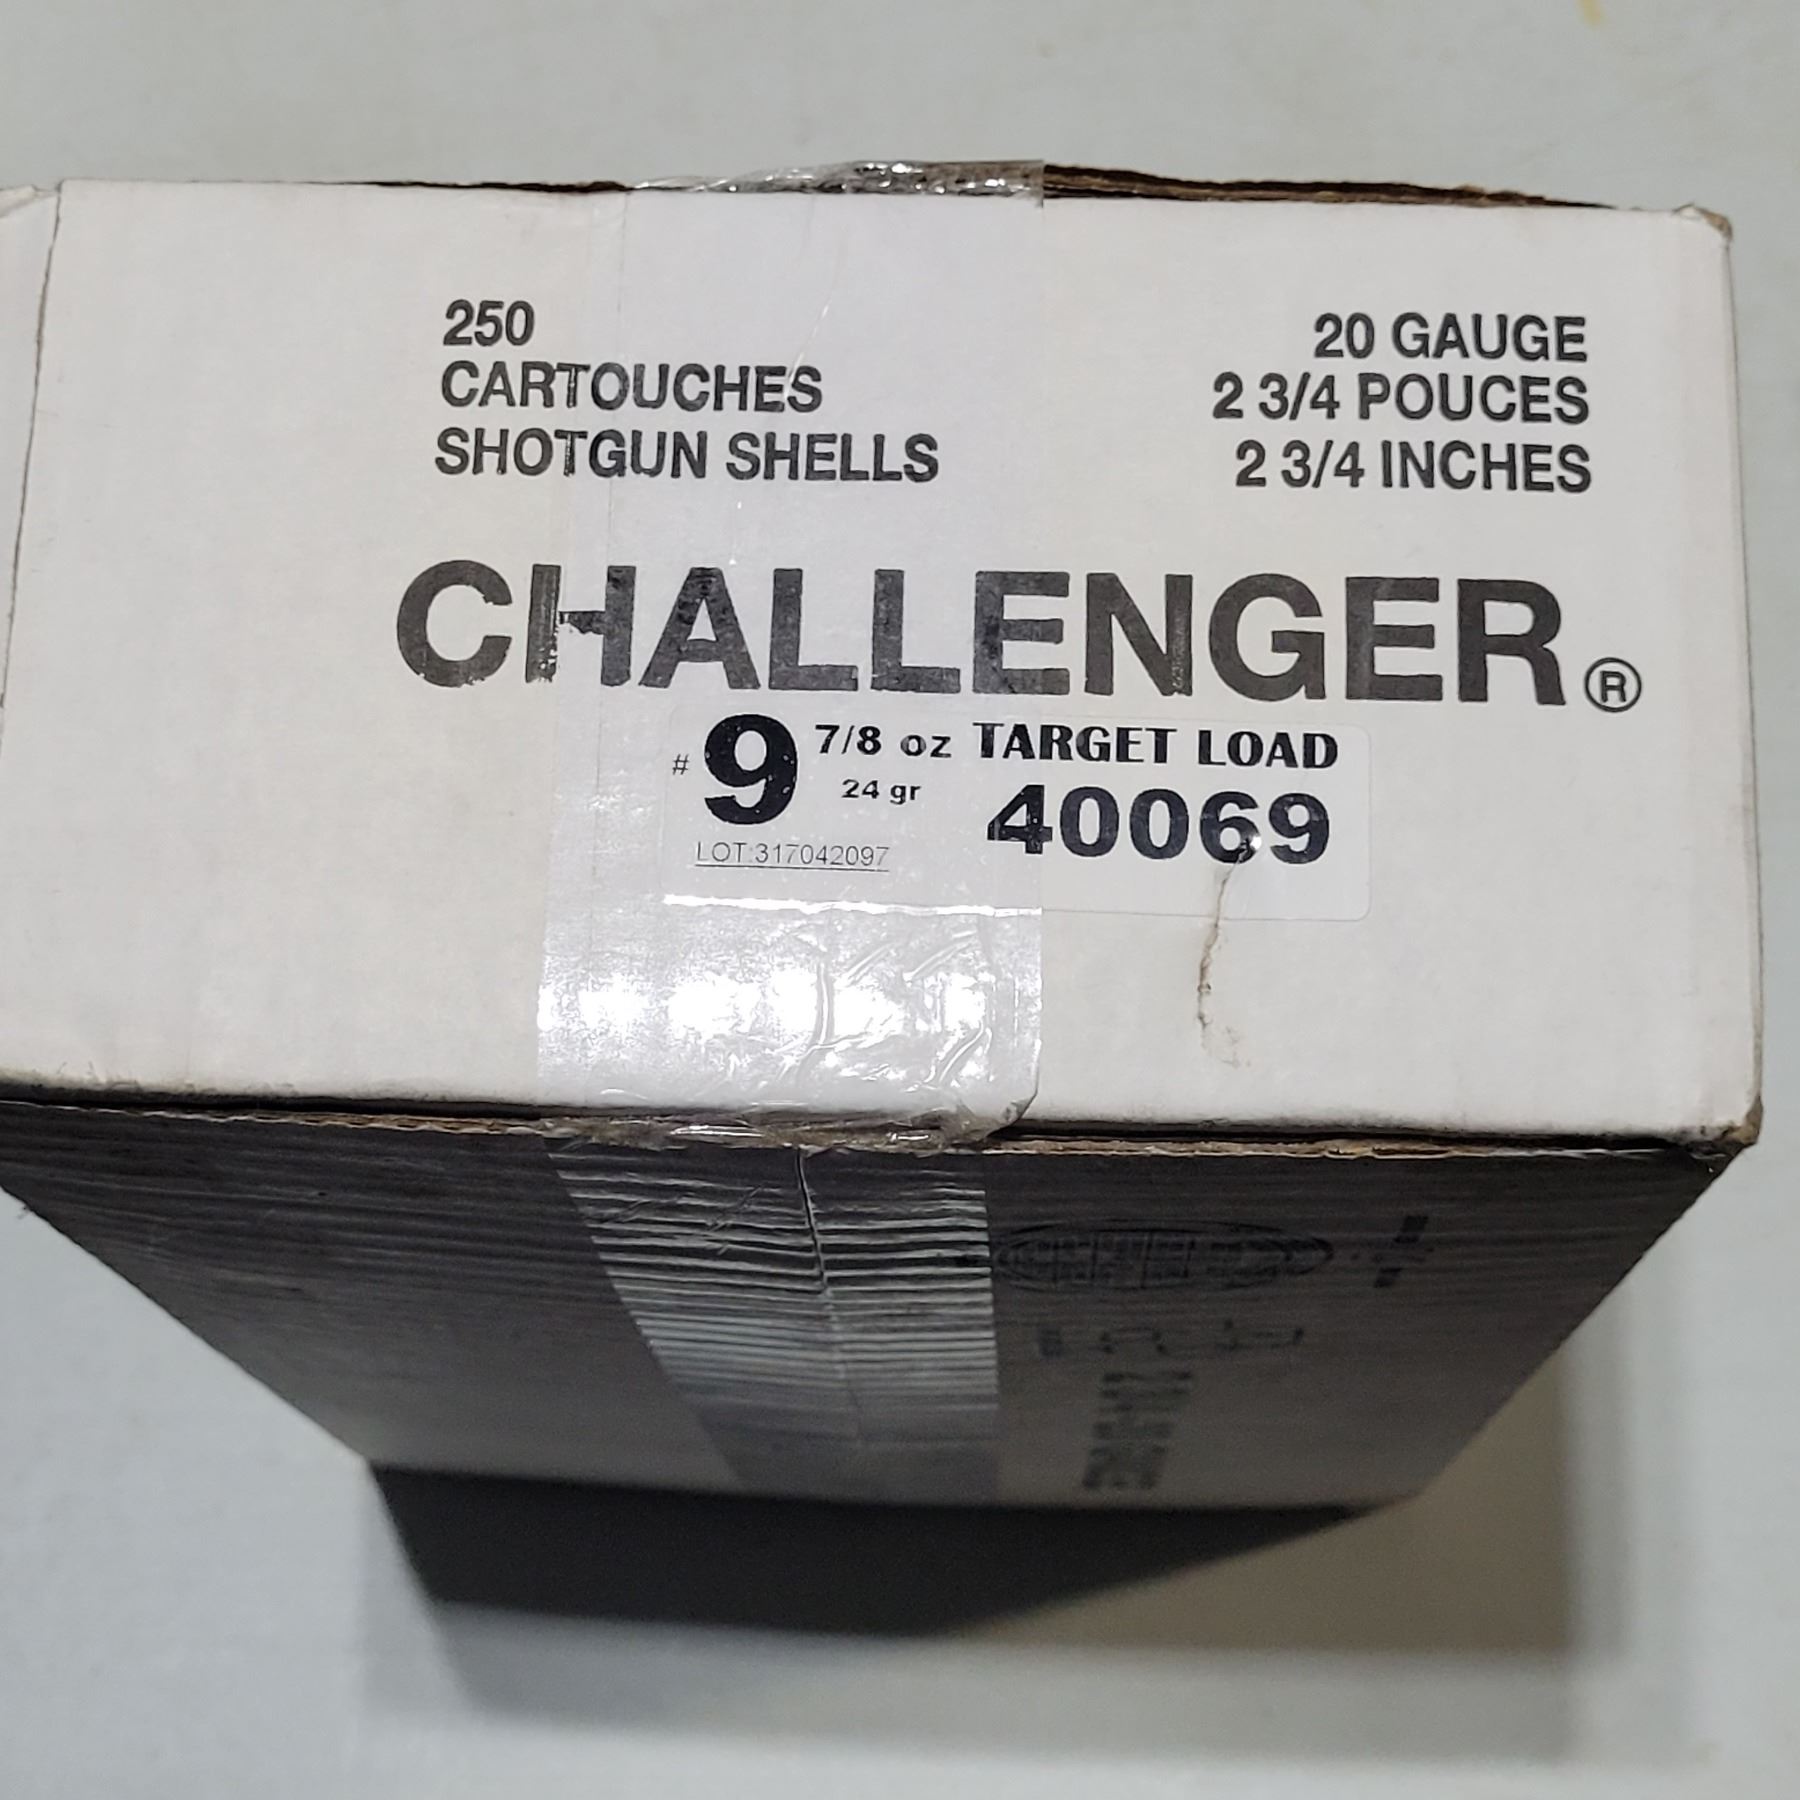 250
CARTOUCHES
SHOTGUN SHELLS
20 GAUGE
2 3/4 POUCES
2 3/4 INCHES
CHALLENGER®
# 9 7/8 oz TARGET LOAD
24 gr 40069
LOT:317042097